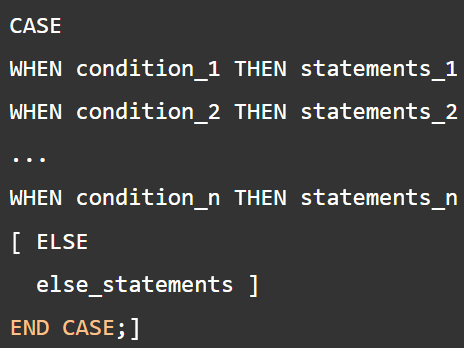 CASE
WHEN condition_1 THEN statements_1
WHEN condition_2 THEN statements_2
...
WHEN condition_n THEN statements_n
[ ELSE
  else_statements ]
END CASE;]